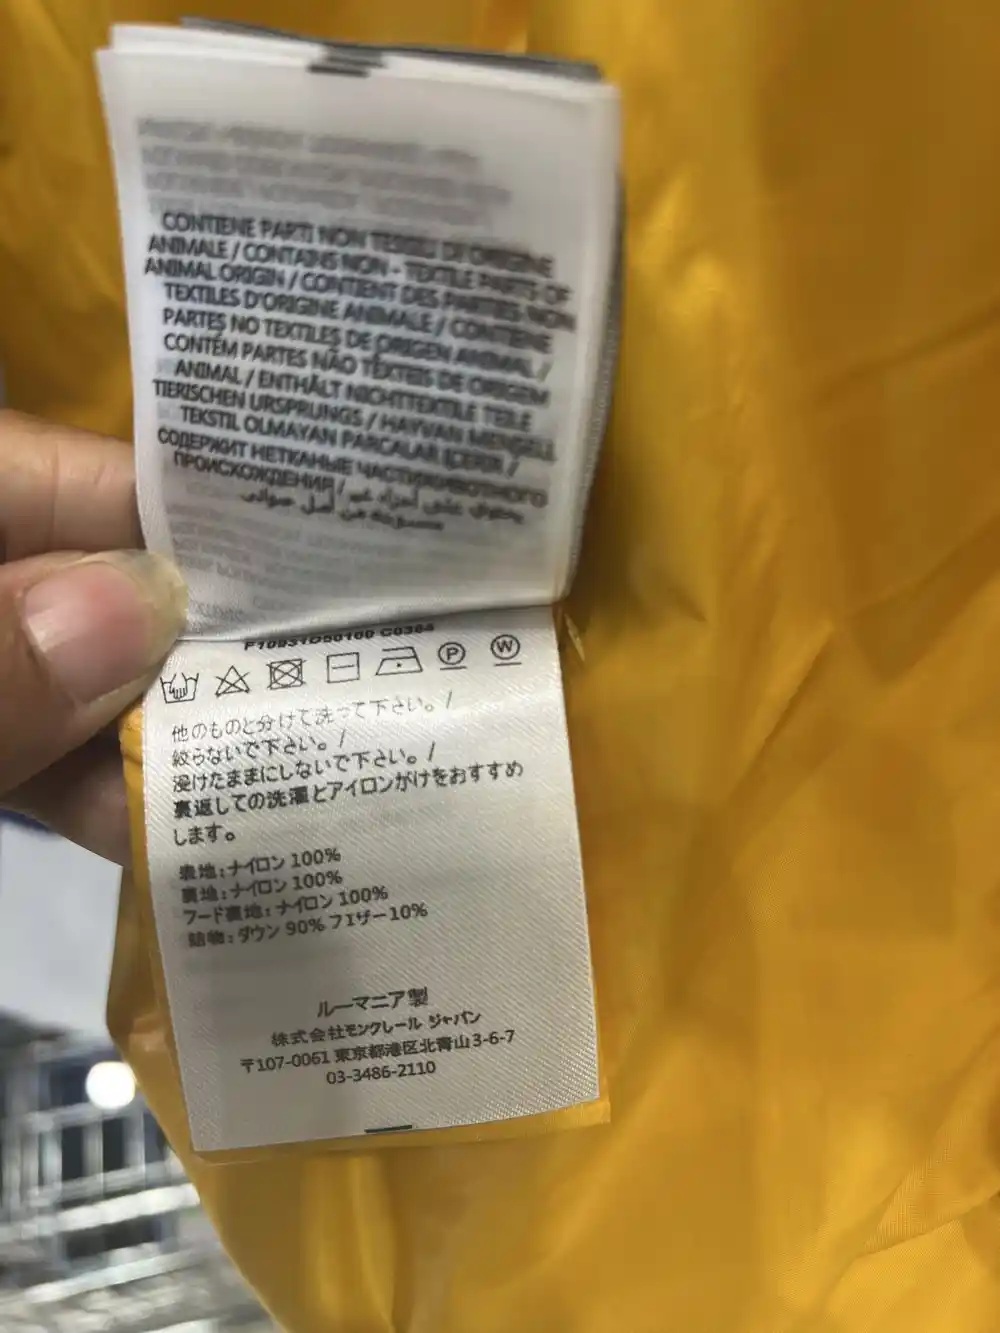 CONTIENE PARTI NON TESSILI DI ORIGINE
ANIMALE / CONTAINS NON - TEXTILE PARTS OF
ANIMAL ORIGIN / CONTIENT DES PARTIES NON
TEXTILES D'ORIGINE ANIMALE / CONTIENE
PARTES NO TEXTILES DE ORIGEN ANIMAL /
CONTÉM PARTES NÃO TÊXTEIS DE ORIGEM
ANIMAL / ENTHÄLT NICHTTEXTILE TEILE
TIERISCHEN URSPRUNGS / HAYVAN MENŞELİ
TEKSTİL OLMAYAN PARÇALAR İÇERİR /
СОДЕРЖИТ НЕТКАНЫЕ ЧАСТИ ЖИВОТНОГО
ПРОИСХОЖДЕНИЯ / يحتوي على أجزاء غير
من أصل حيواني
P W
他のものと分けて洗って下さい。/
絞らないで下さい。/
浸けたままにしないで下さい。/
裏返しての洗濯とアイロンがけをおすすめ
します。
表地:ナイロン 100%
裏地:ナイロン 100%
フード裏地:ナイロン 100%
詰物:ダウン 90% フェザー10%
ルーマニア製
株式会社モンクレール ジャパン
〒107-0061 東京都港区北青山3-6-7
03-3486-2110